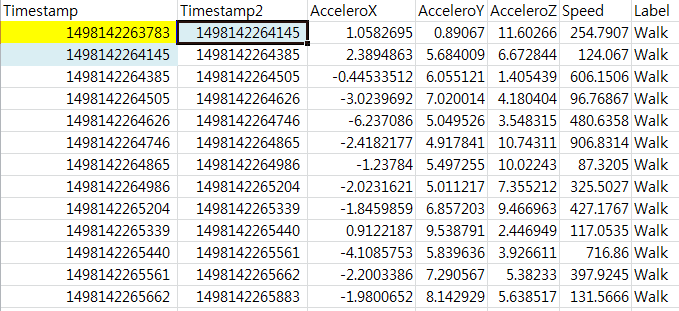 Timestamp Timestamp2 AcceleroX AcceleroY AcceleroZ Speed Label
1498142263783 1498142264145 1.0582695 0.89067 11.60266 254.7907 Walk
1498142264145 1498142264385 2.3894863 5.684009 6.672844 124.067 Walk
1498142264385 1498142264505 -0.44533512 6.055121 1.405439 606.1506 Walk
1498142264505 1498142264626 -3.0239692 7.020014 4.180404 96.76867 Walk
1498142264626 1498142264746 -6.237086 5.049526 3.548315 480.6358 Walk
1498142264746 1498142264865 -2.4182177 4.917841 10.74311 906.8314 Walk
1498142264865 1498142264986 -1.23784 5.497255 10.02243 87.3205 Walk
1498142264986 1498142265204 -2.0231621 5.011217 7.355212 325.5027 Walk
1498142265204 1498142265339 -1.8459859 6.857203 9.466963 427.1767 Walk
1498142265339 1498142265440 0.9122187 9.538791 2.446949 117.0535 Walk
1498142265440 1498142265561 -4.1085753 5.839636 3.926611 716.86 Walk
1498142265561 1498142265662 -2.2003386 7.290567 5.38233 397.9245 Walk
1498142265662 1498142265883 -1.9800652 8.142929 5.638517 131.5666 Walk